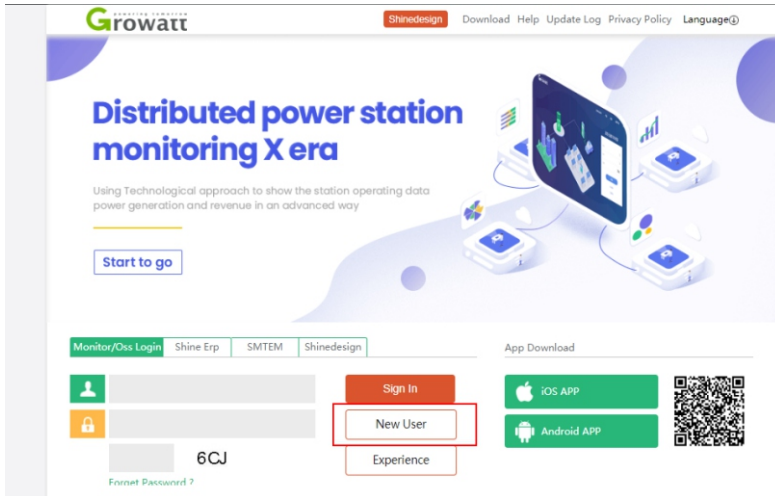 powering tomorrow
Growatt
Shinedesign Download Help Update Log Privacy Policy Language
Distributed power station
monitoring X era
Using Technological approach to show the station operating data
power generation and revenue in an advanced way
Start to go
Monitor/Oss Login Shine Erp SMTEM Shinedesign
App Download
Sign In
iOS APP
New User
Android APP
6CJ
Experience
Forget Password ?